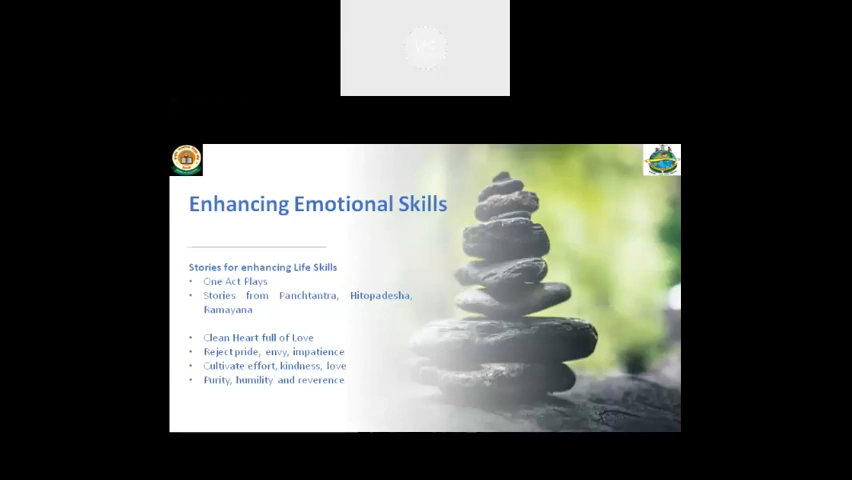 Enhancing Emotional Skills
Stories for enhancing Life Skills
• One Act Plays
• Stories from Panchtantra, Hitopadesha,
Ramayana
• Clean Heart full of Love
• Reject pride, envy, impatience
• Cultivate effort, kindness, love
• Purity, humility and reverence